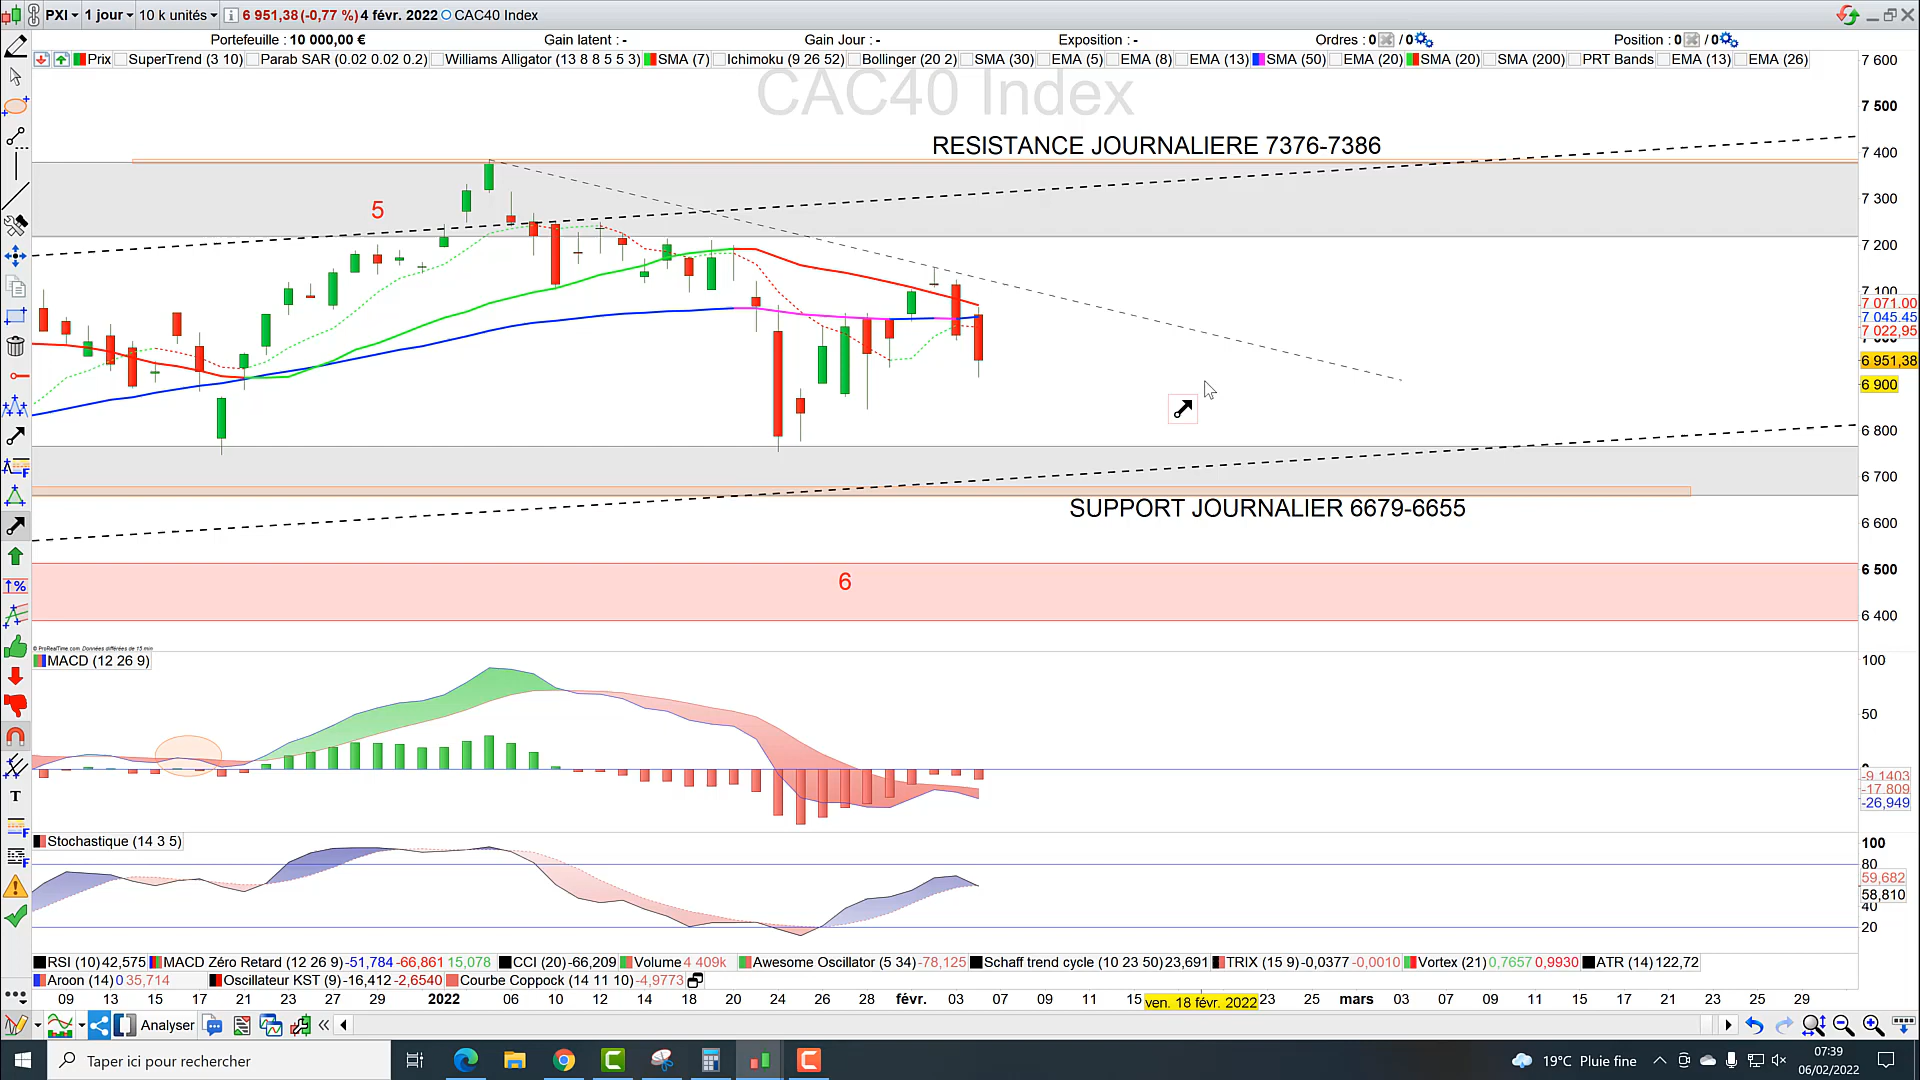 PXI 1 jour 10 k unités 6 951,38 (-0,77 %) 4 févr. 2022 CAC40 Index
Portefeuille : 10 000,00 € Gain latent : - Gain Jour : - Exposition : - Ordres : 0 / 0 Position : 0 / 0
Prix SuperTrend (3 10) Parab SAR (0.02 0.02 0.2) Williams Alligator (13 8 8 5 5 3) SMA (7) Ichimoku (9 26 52) Bollinger (20 2) SMA (30) EMA (5) EMA (8) EMA (13) SMA (50) EMA (20) SMA (20) SMA (200) PRT Bands EMA (13) EMA (26)
CAC40 Index
7 600
7 500
RESISTANCE JOURNALIERE 7376-7386
7 400
7 300
5
7 200
7 100
7 071.00
7 045.45
7 022,95
6 951,38
6 900
6 800
6 700
SUPPORT JOURNALIER 6679-6655
6 600
6 500
6
6 400
© ProRealTime.com Données différées de 15 min
MACD (12 26 9)
100
50
0
-9.1403
-17.809
-26,949
Stochastique (14 3 5)
100
80
59,682
58,810
40
20
RSI (10) 42,575 MACD Zéro Retard (12 26 9) -51,784 -66,861 15,078 CCI (20) -66,209 Volume 4 409k Awesome Oscillator (5 34) -78,125 Schaff trend cycle (10 23 50) 23,691 TRIX (15 9) -0,0377 -0,0010 Vortex (21) 0,7657 0,9930 ATR (14) 122,72
Aroon (14) 0 35,714 Oscillateur KST (9) -16,412 -2,6540 Courbe Coppock (14 11 10) -4,9773
09 13 15 17 21 23 27 29 2022 06 10 12 14 18 20 24 26 28 févr. 03 07 09 11 15 ven. 18 févr. 2022 23 25 mars 03 07 09 11 15 17 21 23 25 29
Analyser
Taper ici pour rechercher
19°C Pluie fine
07:39
06/02/2022